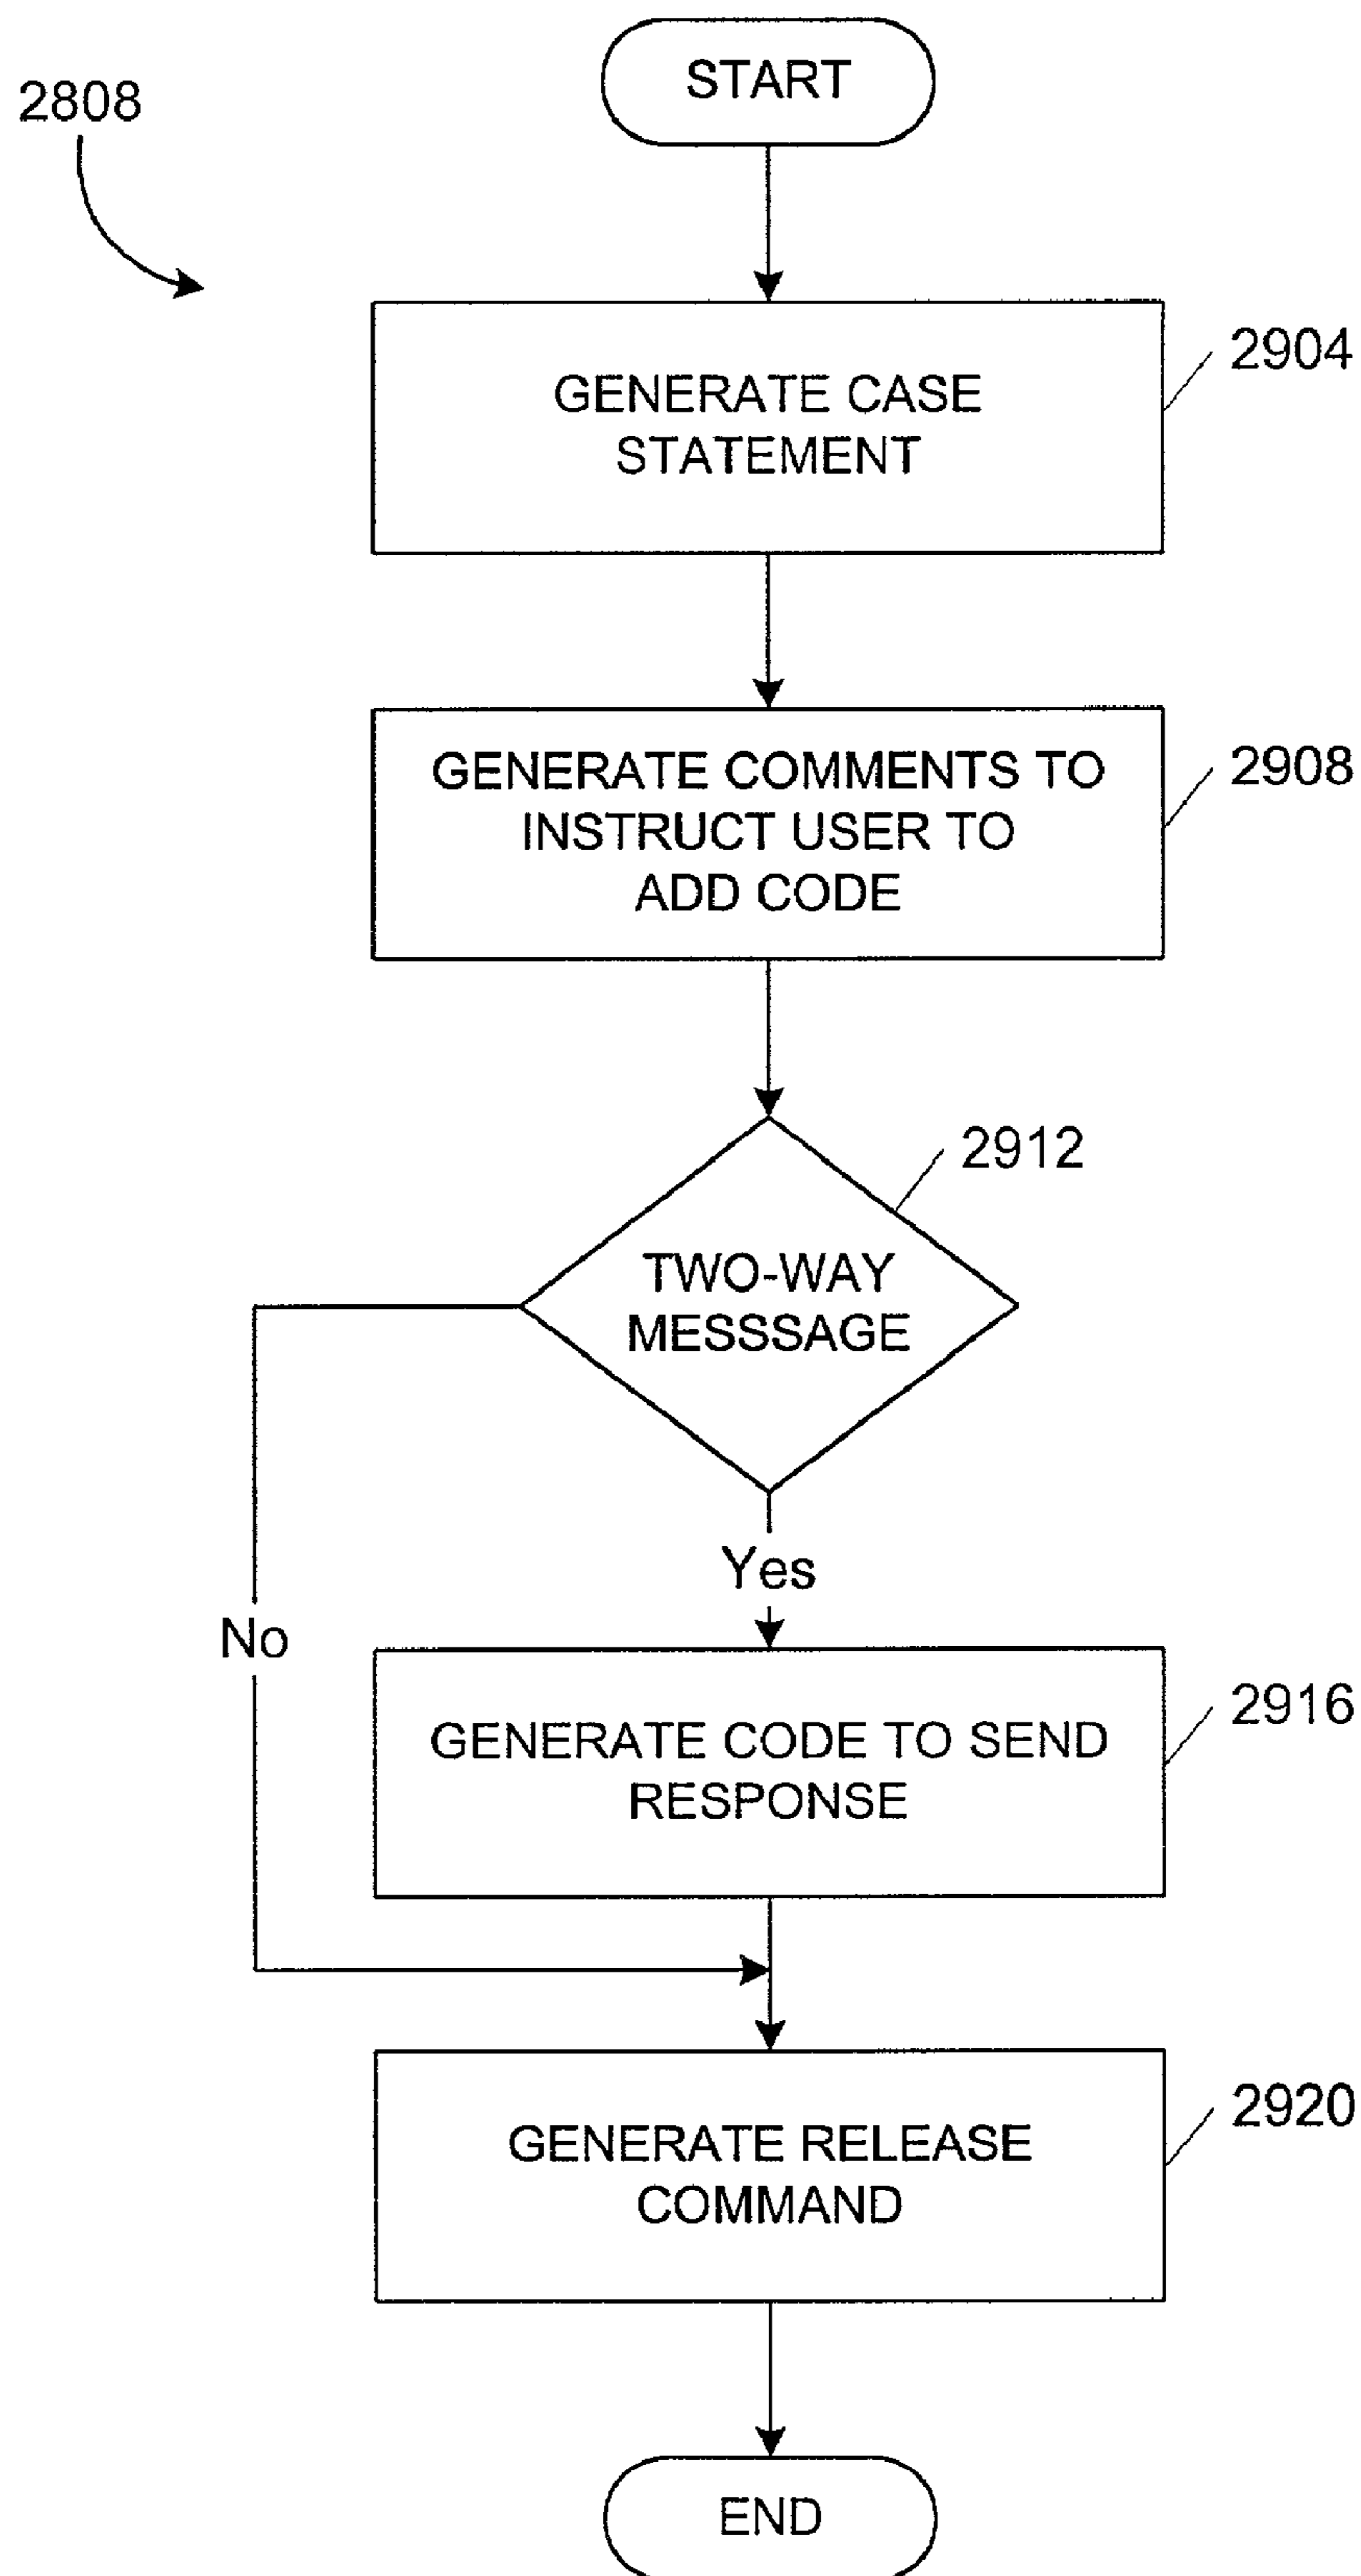 START
2808
2904
GENERATE CASE
STATEMENT
2908
GENERATE COMMENTS TO
INSTRUCT USER TO
ADD CODE
2912
TWO-WAY
MESSSAGE
Yes
No
2916
GENERATE CODE TO SEND
RESPONSE
2920
GENERATE RELEASE
COMMAND
END